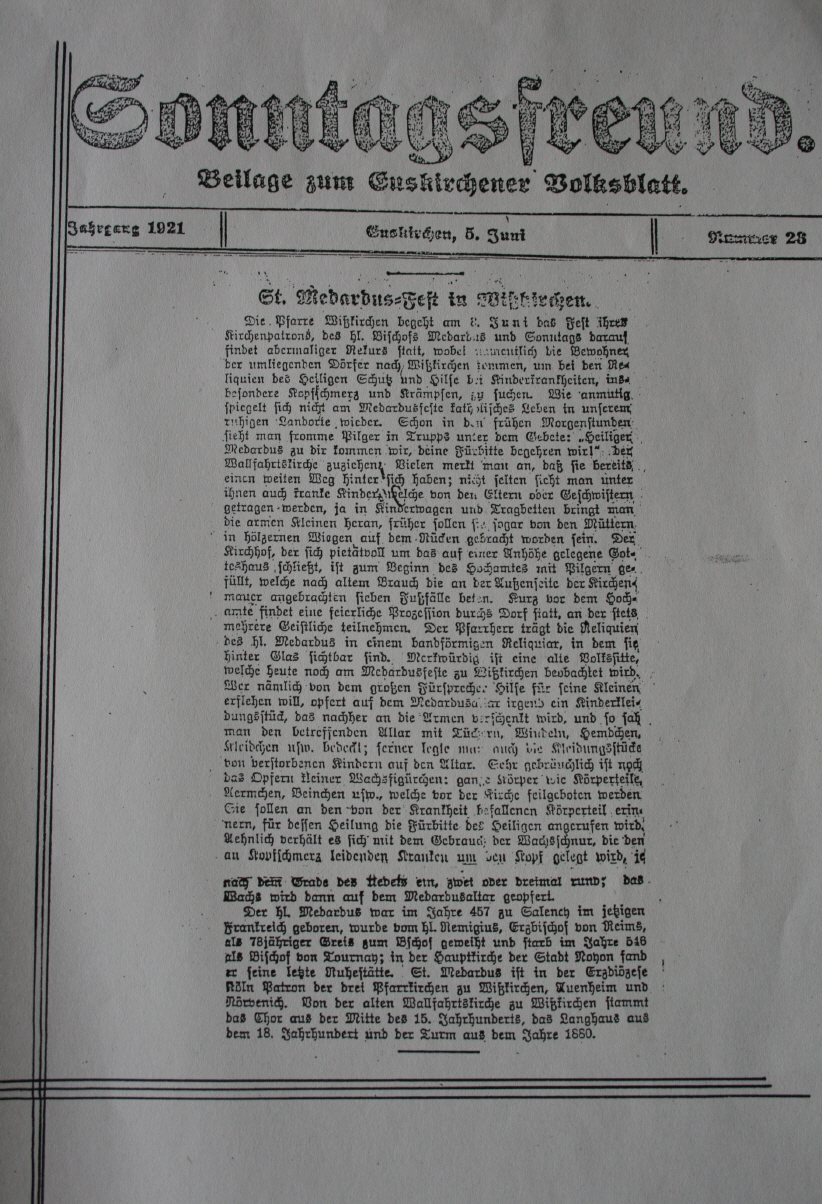 Sonntagsfreund.
Beilage zum Euskirchener Volksblatt.
Jahrgang 1921
Euskirchen, 5. Juni
Nummer 23
St. Medardus=Fest in Wißkirchen.
Die Pfarre Wißkirchen begeht am 8. Juni das Fest ihres
Kirchenpatrons, des hl. Bischofs Medardus und Sonntags darauf
findet abermaliger Rekurs statt, wobei namentlich die Bewohner
der umliegenden Dörfer nach Wißkirchen kommen, um bei den Re=
liquien des Heiligen Schutz und Hilfe bei Kinderkrankheiten, ins=
besondere Kopfschmerz und Krämpfen, zu suchen. Wie anmutig
spiegelt sich nicht am Medardusfeste katholisches Leben in unserem
ruhigen Landorte wieder. Schon in den frühen Morgenstunden
sieht man fromme Pilger in Trupps unter dem Gebete: „Heiliger
Medardus zu dir kommen wir, deine Fürbitte begehren wir!" der
Wallfahrtskirche zuziehen. Vielen merkt man an, daß sie bereits
einen weiten Weg hinter sich haben; nicht selten sieht man unter
ihnen auch kranke Kinder, welche von den Eltern oder Geschwistern
getragen werden, ja in Kinderwagen und Tragbetten bringt man
die armen Kleinen heran, früher sollen sie sogar von den Müttern
in hölzernen Wiegen auf dem Rücken gebracht worden sein. Der
Kirchhof, der sich pietätvoll um das auf einer Anhöhe gelegene Got=
teshaus schließt, ist zum Beginn des Hochamtes mit Pilgern ge=
füllt, welche nach altem Brauch die an der Außenseite der Kirchen=
mauer angebrachten sieben Fußfälle beten. Kurz vor dem Hoch=
amte findet eine feierliche Prozession durchs Dorf statt, an der stets
mehrere Geistliche teilnehmen. Der Pfarrherr trägt die Reliquien
des hl. Medardus in einem handförmigen Reliquiar, in dem sie
hinter Glas sichtbar sind. Merkwürdig ist eine alte Volkssitte,
welche heute noch am Medardusfeste zu Wißkirchen beobachtet wird.
Wer nämlich von dem großen Fürsprecher Hilfe für seine Kleinen
erflehen will, opfert auf dem Medardusaltar irgend ein Kinderklei=
dungsstück, das nachher an die Armen verschenkt wird, und so sah
man den betreffenden Altar mit Tüchern, Windeln, Hemdchen,
Kleidchen usw. bedeckt; ferner legte man auch die Kleidungsstücke
von verstorbenen Kindern auf den Altar. Sehr gebräuchlich ist noch
das Opfern kleiner Wachsfigürchen: ganze Körper wie Körperteile,
Aermchen, Beinchen usw., welche vor der Kirche feilgeboten werden
Sie sollen an den von der Krankheit befallenen Körperteil erin=
nern, für dessen Heilung die Fürbitte des Heiligen angerufen wird.
Aehnlich verhält es sich mit dem Gebrauch der Wachsschnur, die den
an Kopfschmerz leidenden Kranken um den Kopf gelegt wird, je
nach dem Grade des Uebels ein, zwei oder dreimal rund; das
Wachs wird dann auf dem Medardusaltar geopfert.
Der hl. Medardus war im Jahre 457 zu Salency im jetzigen
Frankreich geboren, wurde vom hl. Remigius, Erzbischof von Reims,
als 78jähriger Greis zum Bschof geweiht und starb im Jahre 546
als Bischof von Tournay; in der Hauptkirche der Stadt Noyon fand
er seine letzte Ruhestätte. St. Medardus ist in der Erzdiözese
Köln Patron der drei Pfarrkirchen zu Wißkirchen, Auenheim und
Nörvenich. Von der alten Wallfahrtskirche zu Wißkirchen stammt
das Chor aus der Mitte des 15. Jahrhunderts, das Langhaus aus
dem 18. Jahrhundert und der Turm aus dem Jahre 1880.